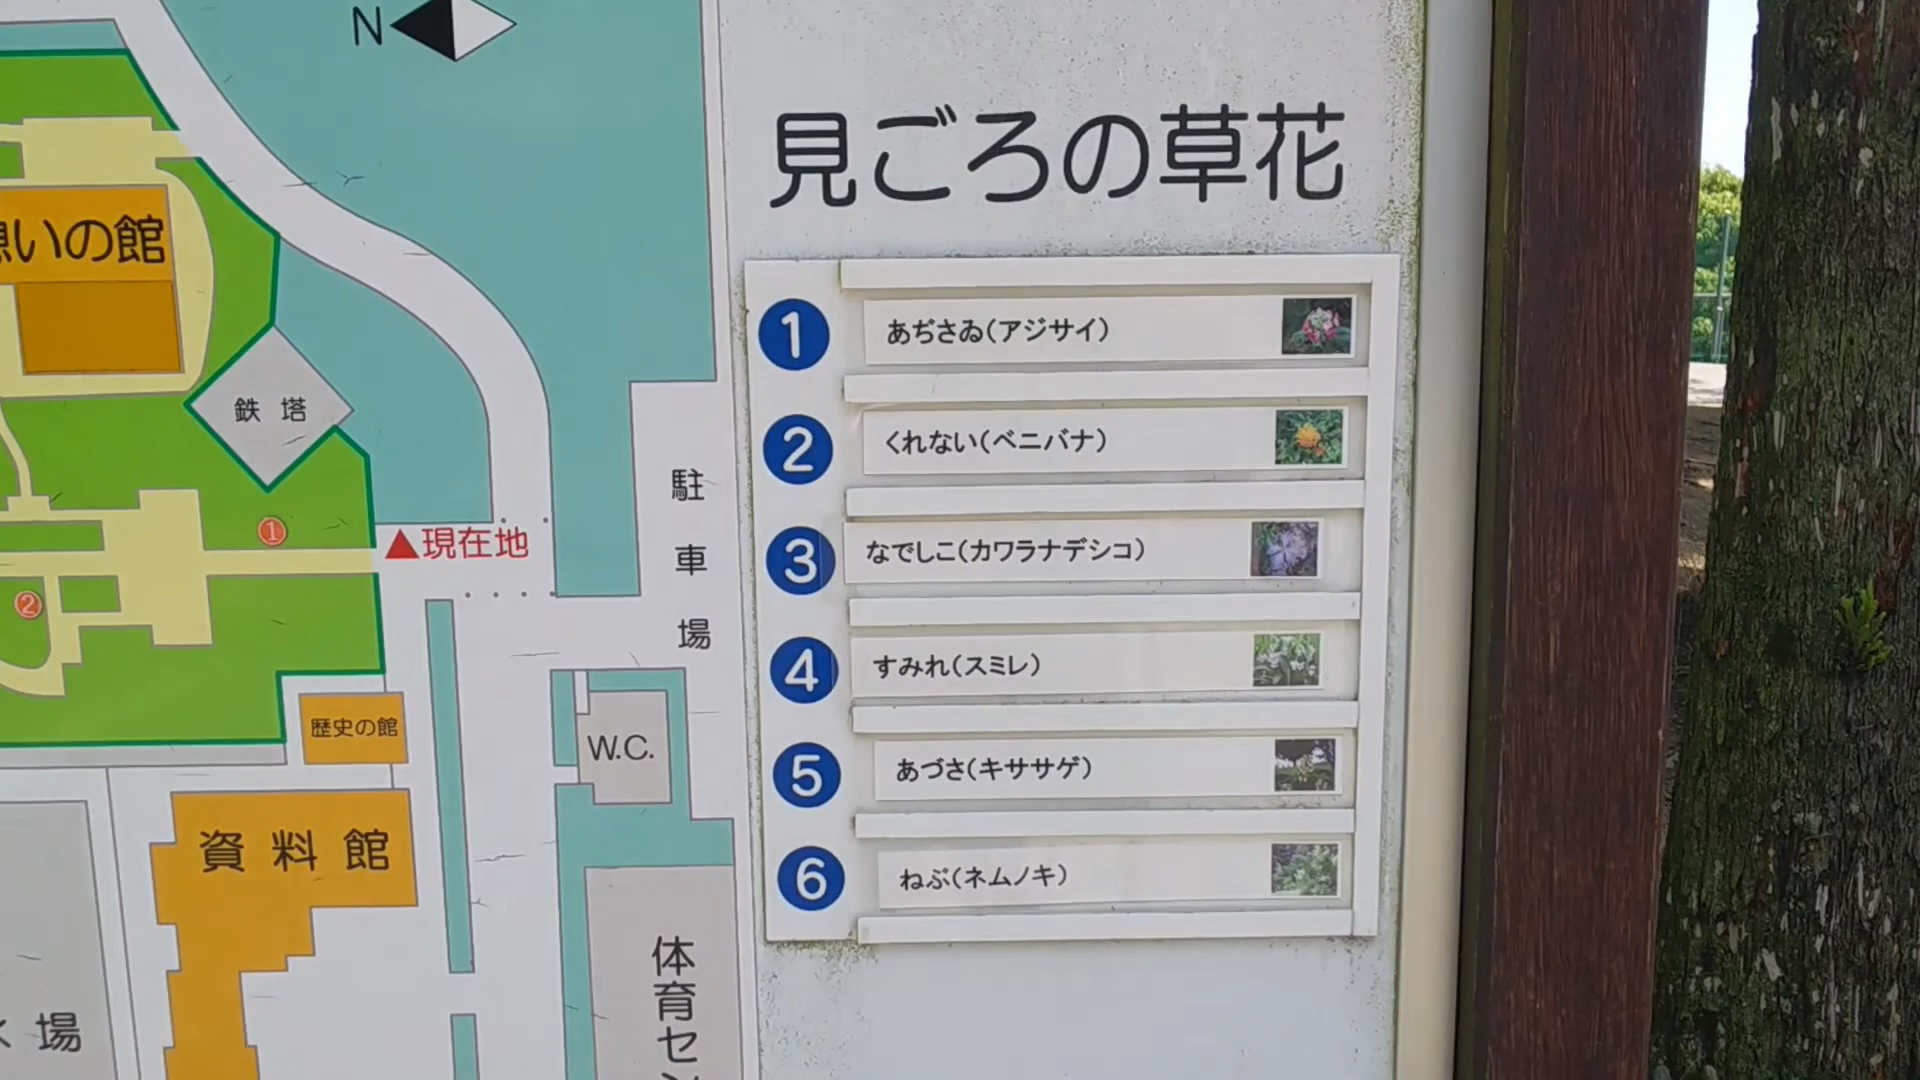 N
見ごろの草花
いの館
鉄塔
1
▲現在地
2
駐車場
歴史の館
W.C.
資料館
体育セ
場
1 あぢさゐ(アジサイ)
2 くれない(ベニバナ)
3 なでしこ(カワラナデシコ)
4 すみれ(スミレ)
5 あづさ(キササゲ)
6 ねぶ(ネムノキ)